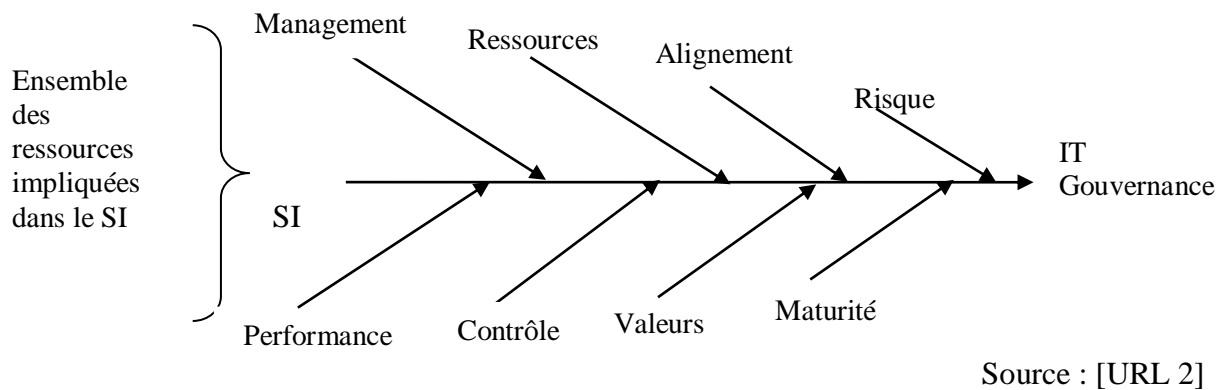 Ensemble
des
ressources
impliquées
dans le SI
SI
Management
Ressources
Alignement
Risque
Performance
Contrôle
Valeurs
Maturité
IT
Gouvernance
Source : [URL 2]